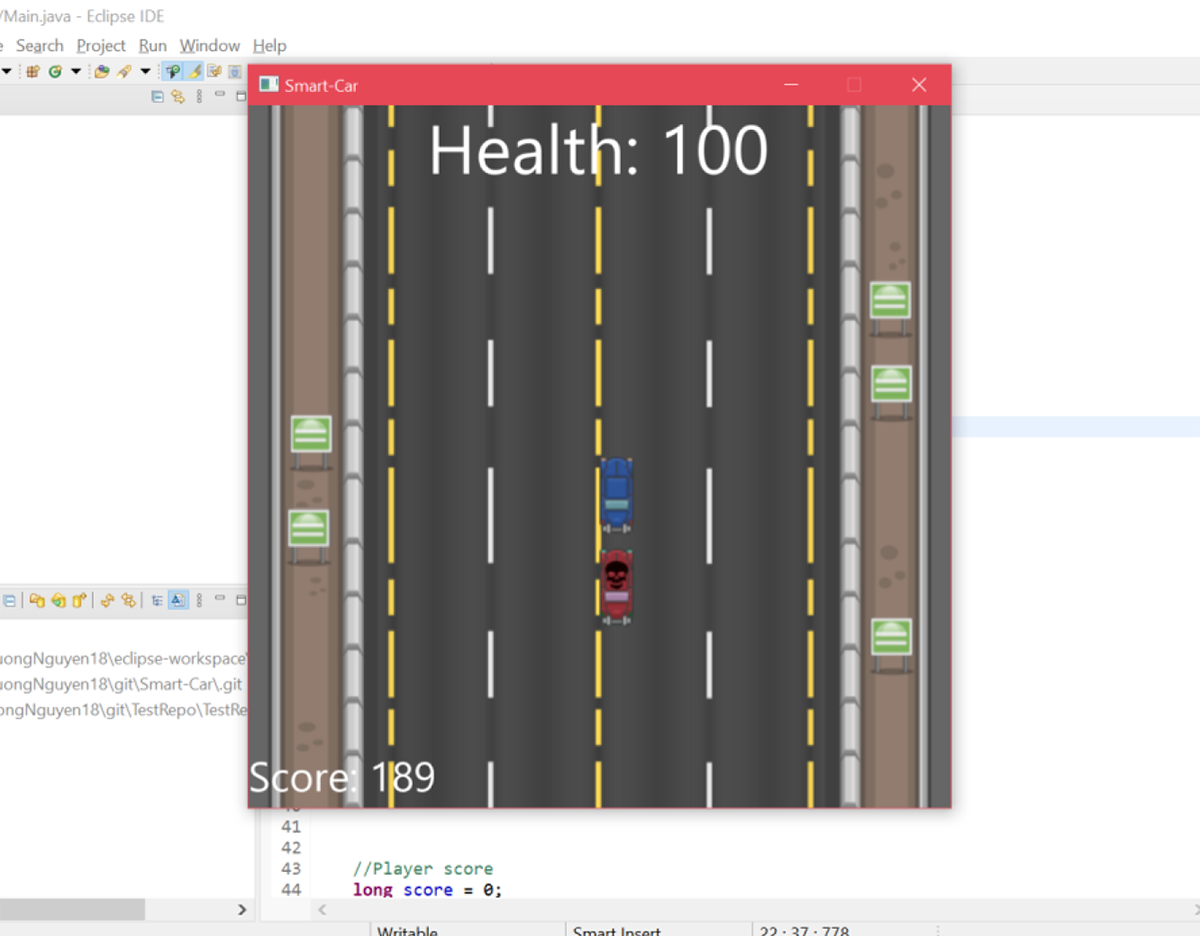 /Main.java - Eclipse IDE
e Search Project Run Window Help
Smart-Car
Health: 100
uongNguyen18\eclipse-workspace\
uongNguyen18\git\Smart-Car\.git
ongNguyen18\git\TestRepo\TestRe
Score: 189
41
42
43 //Player score
44 long score = 0;
Writable
Smart Insert
22 : 37 : 778